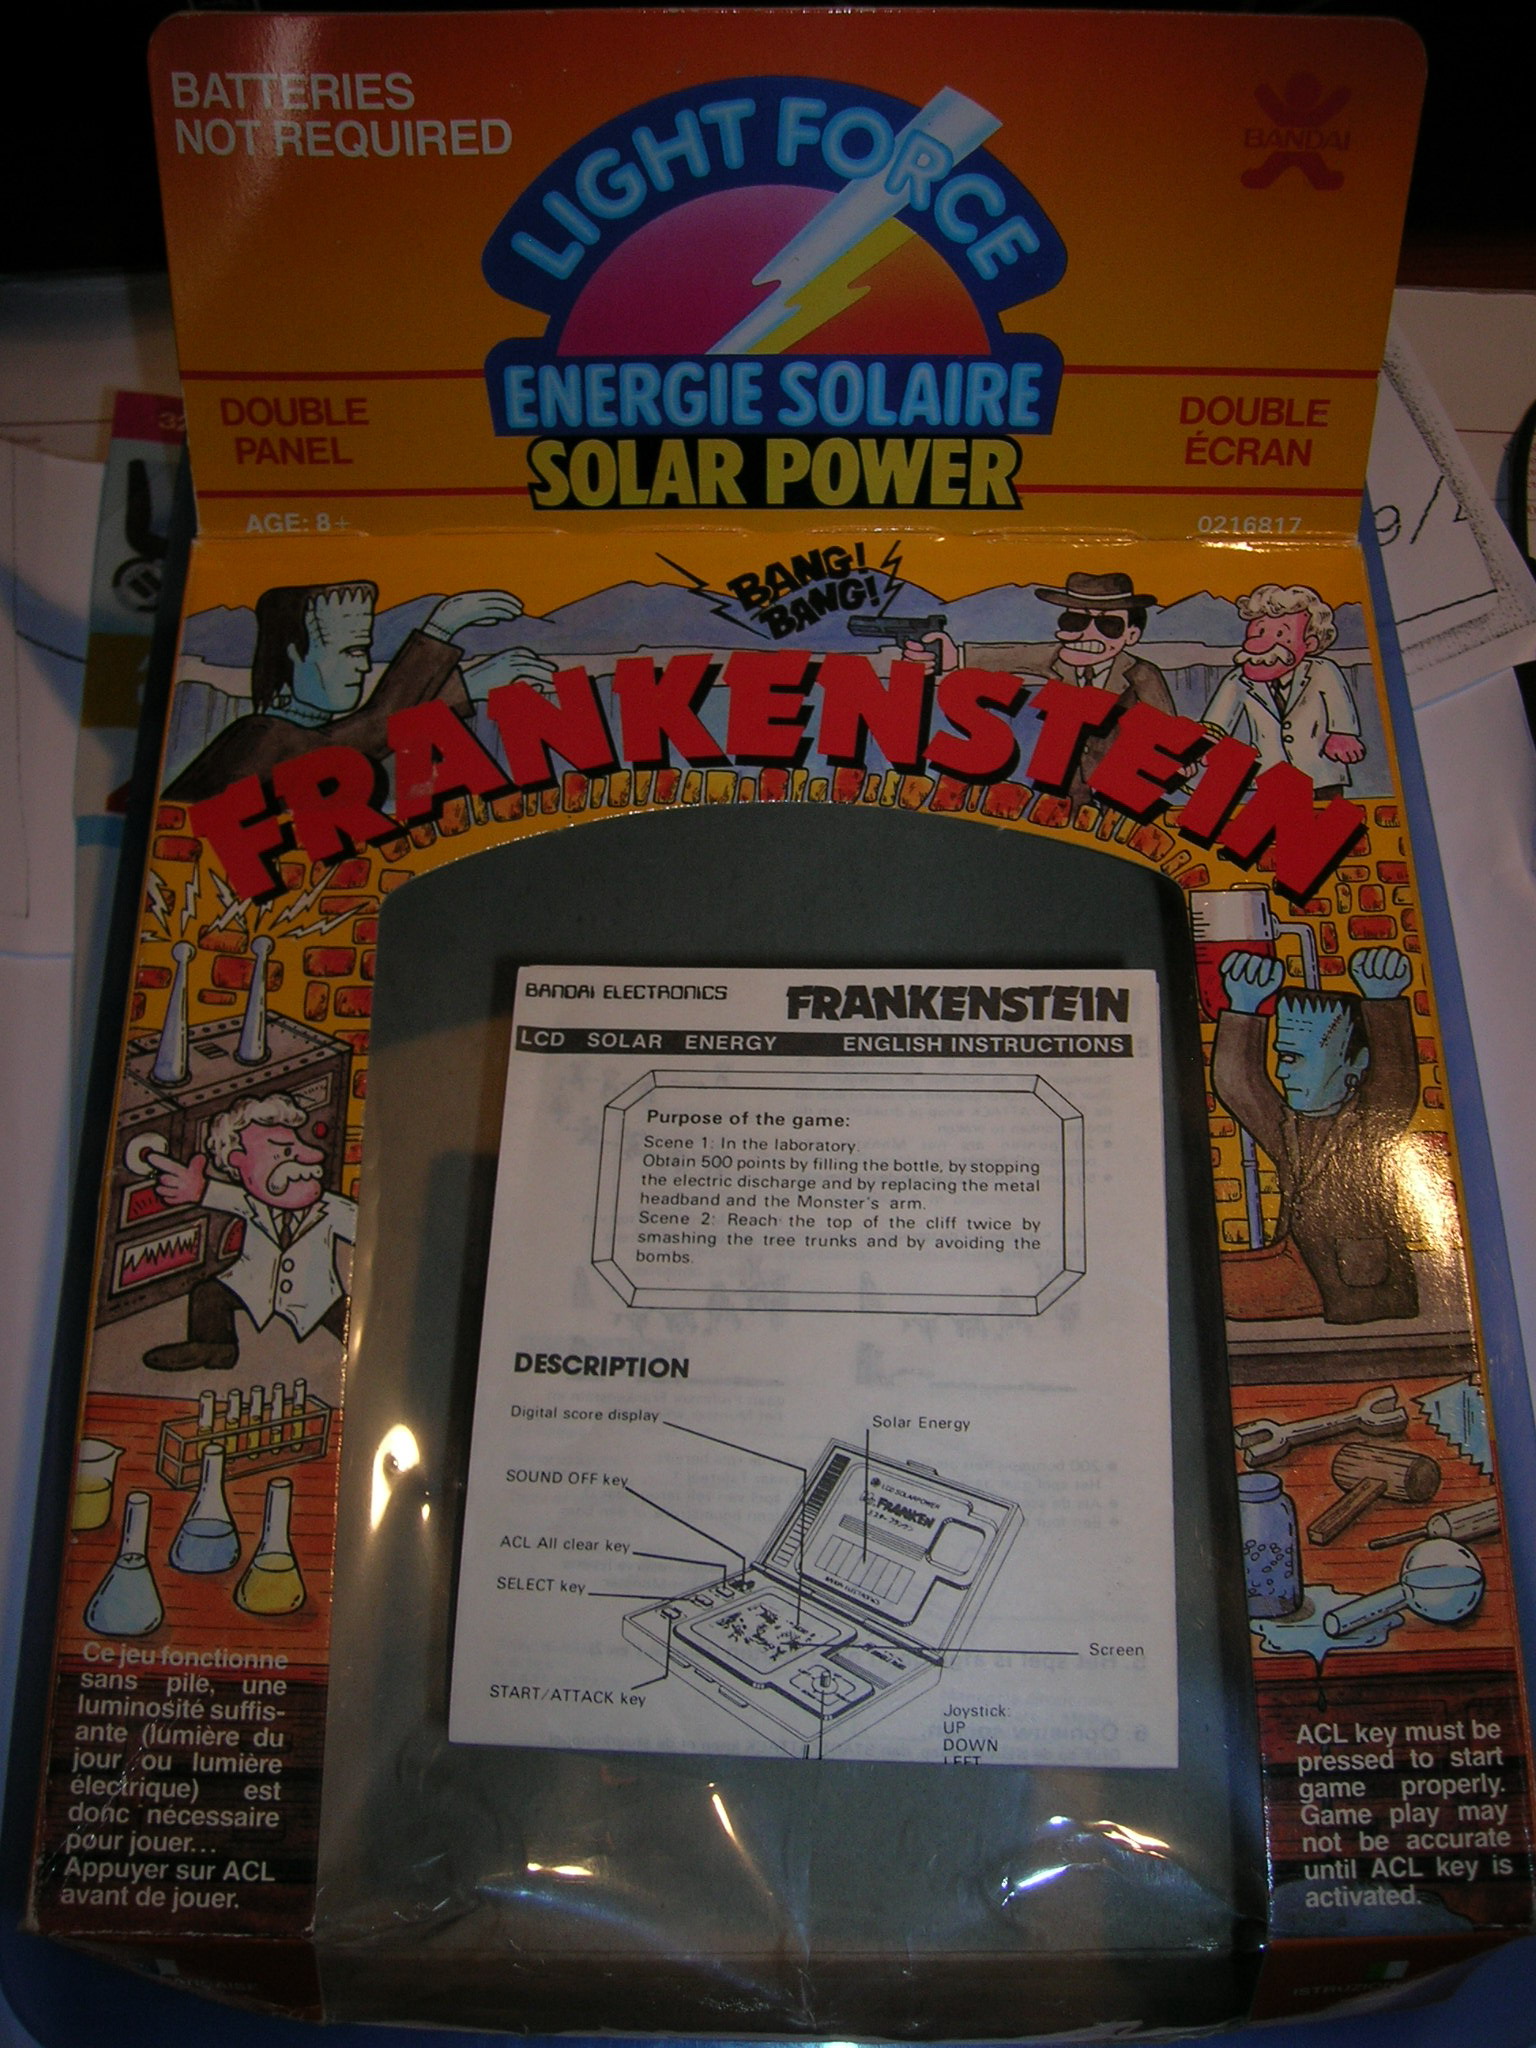 BATTERIES
NOT REQUIRED
LIGHT FORCE
BANDAI
ENERGIE SOLAIRE
SOLAR POWER
DOUBLE
PANEL
DOUBLE
ÉCRAN
AGE: 8+
0216817
BANG!
BANG!
FRANKENSTEIN
BANDAI ELECTRONICS
FRANKENSTEIN
LCD SOLAR ENERGY
ENGLISH INSTRUCTIONS
Purpose of the game:
Scene 1: In the laboratory.
Obtain 500 points by filling the bottle, by stopping
the electric discharge and by replacing the metal
headband and the Monster's arm.
Scene 2: Reach the top of the cliff twice by
smashing the tree trunks and by avoiding the
bombs.
DESCRIPTION
Digital score display
Solar Energy
SOUND OFF key
LCD SOLARPOWER
FRANKEN
ACL All clear key
SELECT key
Screen
START/ATTACK key
Joystick:
UP
DOWN
LEFT
Ce jeu fonctionne
sans pile, une
luminosité suffis-
ante (lumière du
jour ou lumière
électrique) est
donc nécessaire
pour jouer...
Appuyer sur ACL
avant de jouer.
ACL key must be
pressed to start
game properly.
Game play may
not be accurate
until ACL key is
activated.